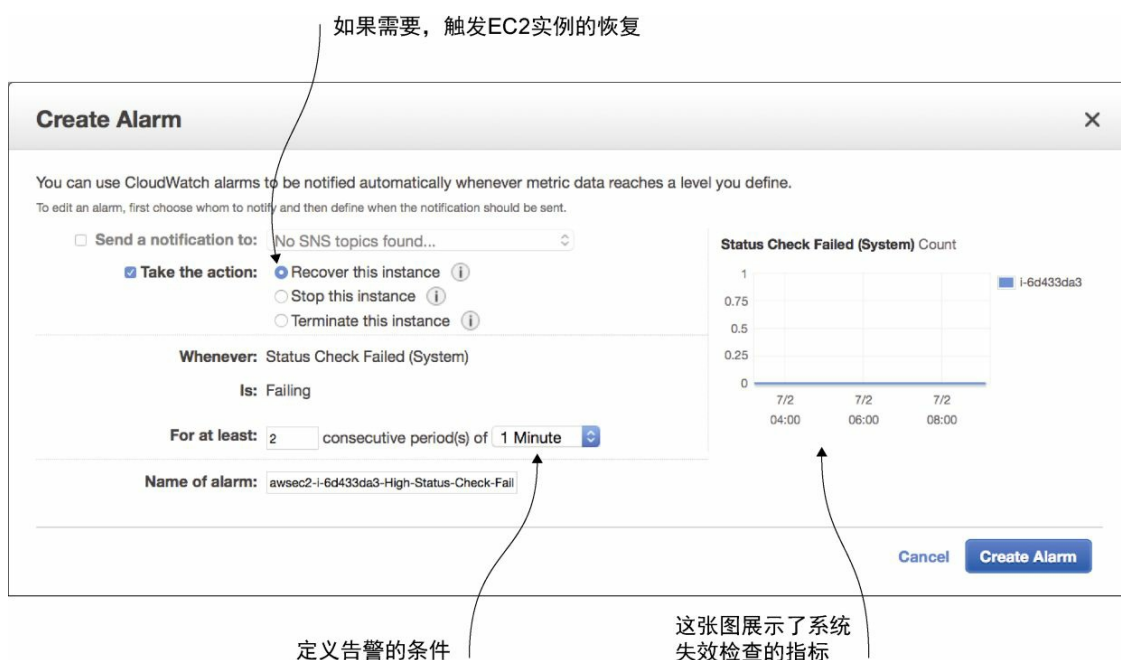 如果需要，触发EC2实例的恢复
Create Alarm
You can use CloudWatch alarms to be notified automatically whenever metric data reaches a level you define.
To edit an alarm, first choose whom to notify and then define when the notification should be sent.
Send a notification to: No SNS topics found...
Take the action: Recover this instance i
Stop this instance i
Terminate this instance i
Whenever: Status Check Failed (System)
Is: Failing
For at least: 2 consecutive period(s) of 1 Minute
Name of alarm: awsec2-i-6d433da3-High-Status-Check-Fail
Status Check Failed (System) Count
1
0.75
0.5
0.25
0
7/2 04:00
7/2 06:00
7/2 08:00
i-6d433da3
Cancel Create Alarm
定义告警的条件
这张图展示了系统
失效检查的指标